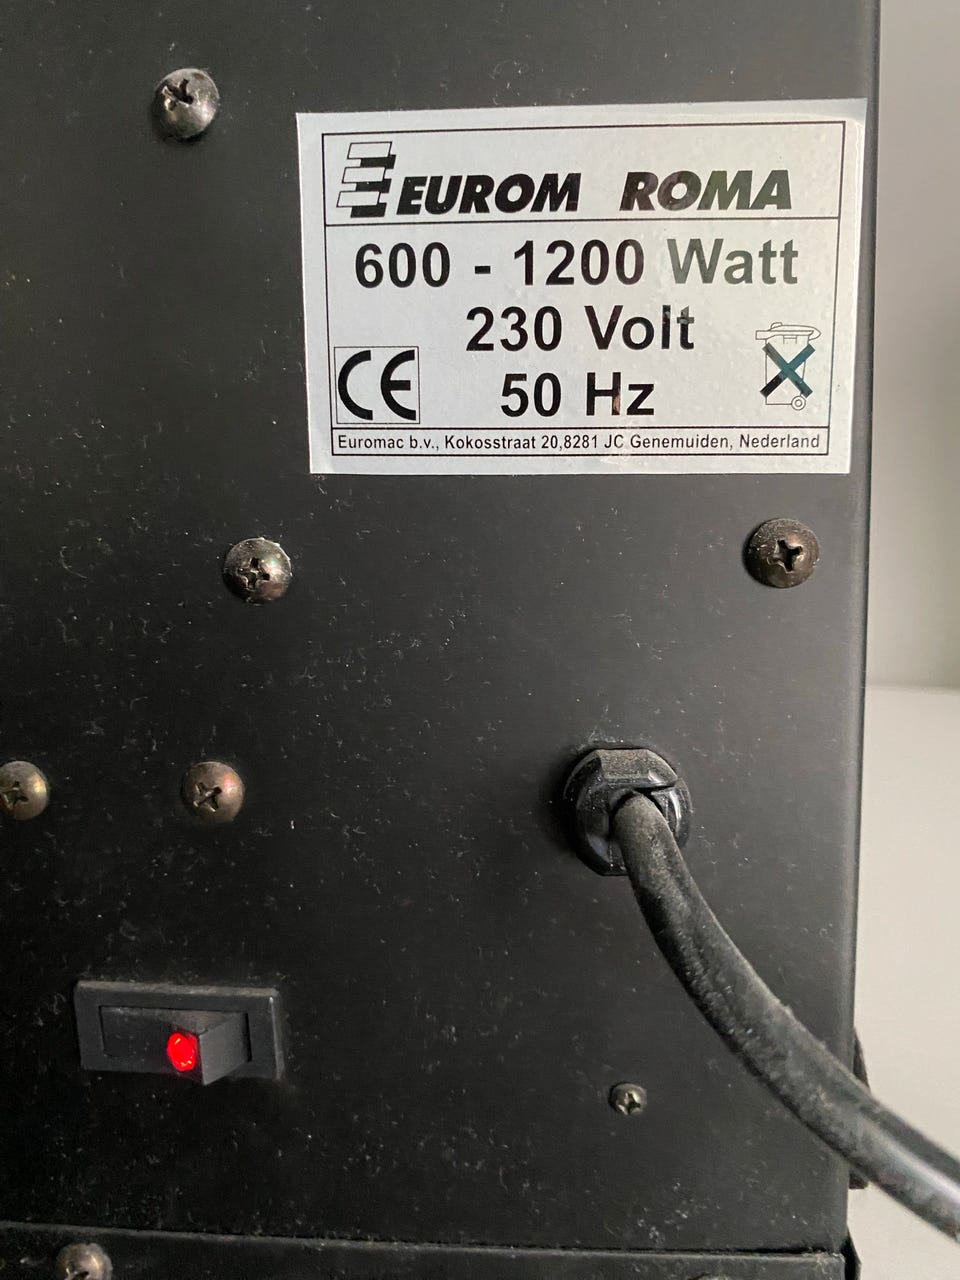 EUROM ROMA
600 - 1200 Watt
230 Volt
50 Hz
CE
Euromac b.v., Kokosstraat 20,8281 JC Genemuiden, Nederland